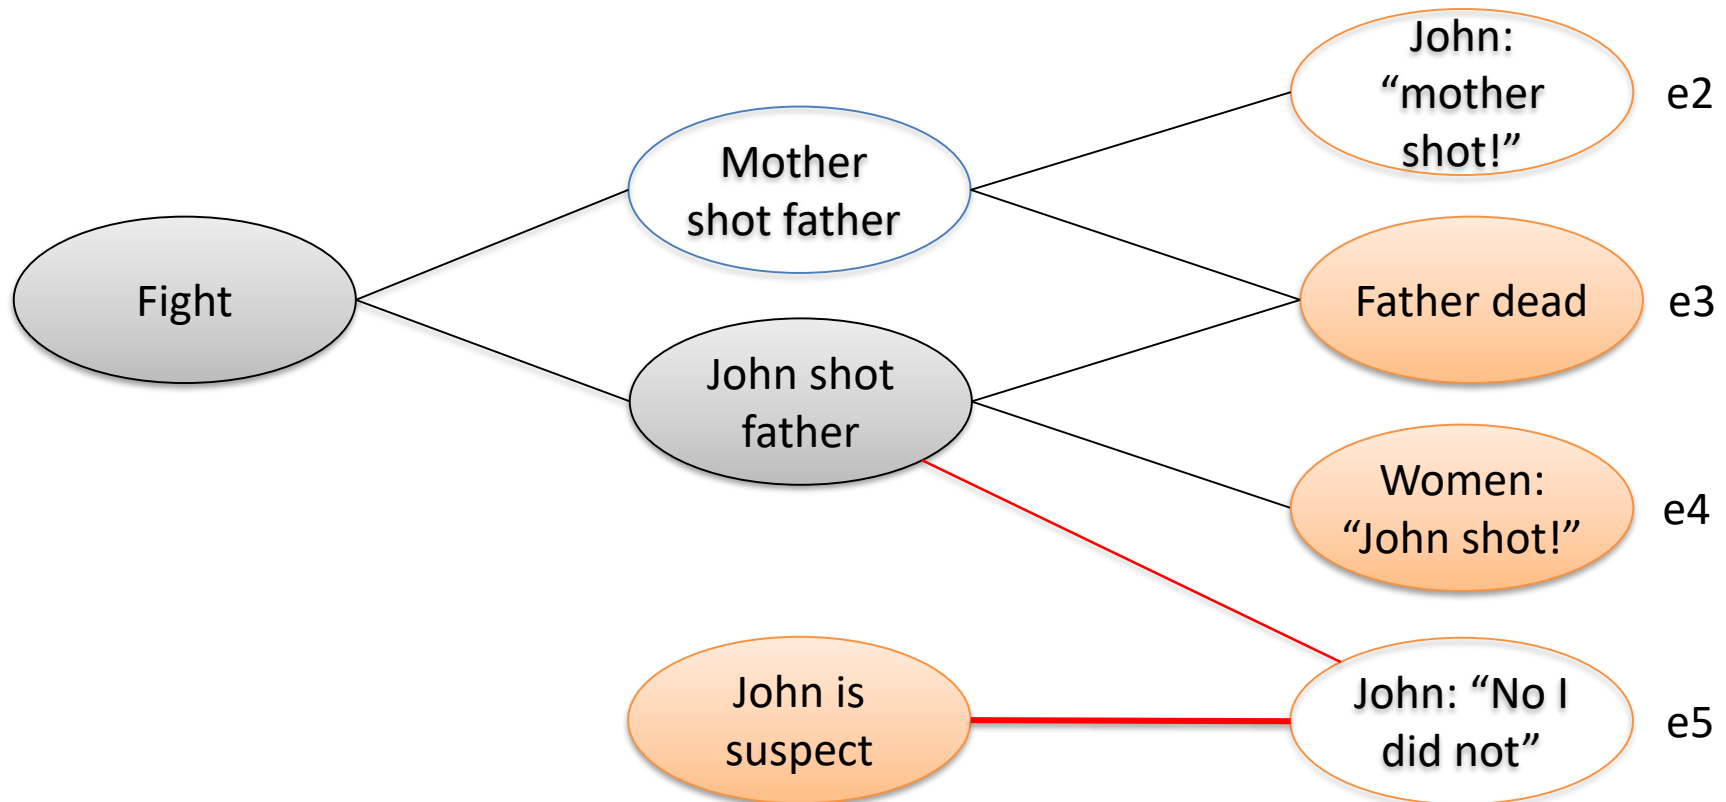 John:
“mother
shot!”
e2
Mother
shot father
Fight
Father dead
e3
John shot
father
Women:
“John shot!”
e4
John is
suspect
John: “No I
did not”
e5